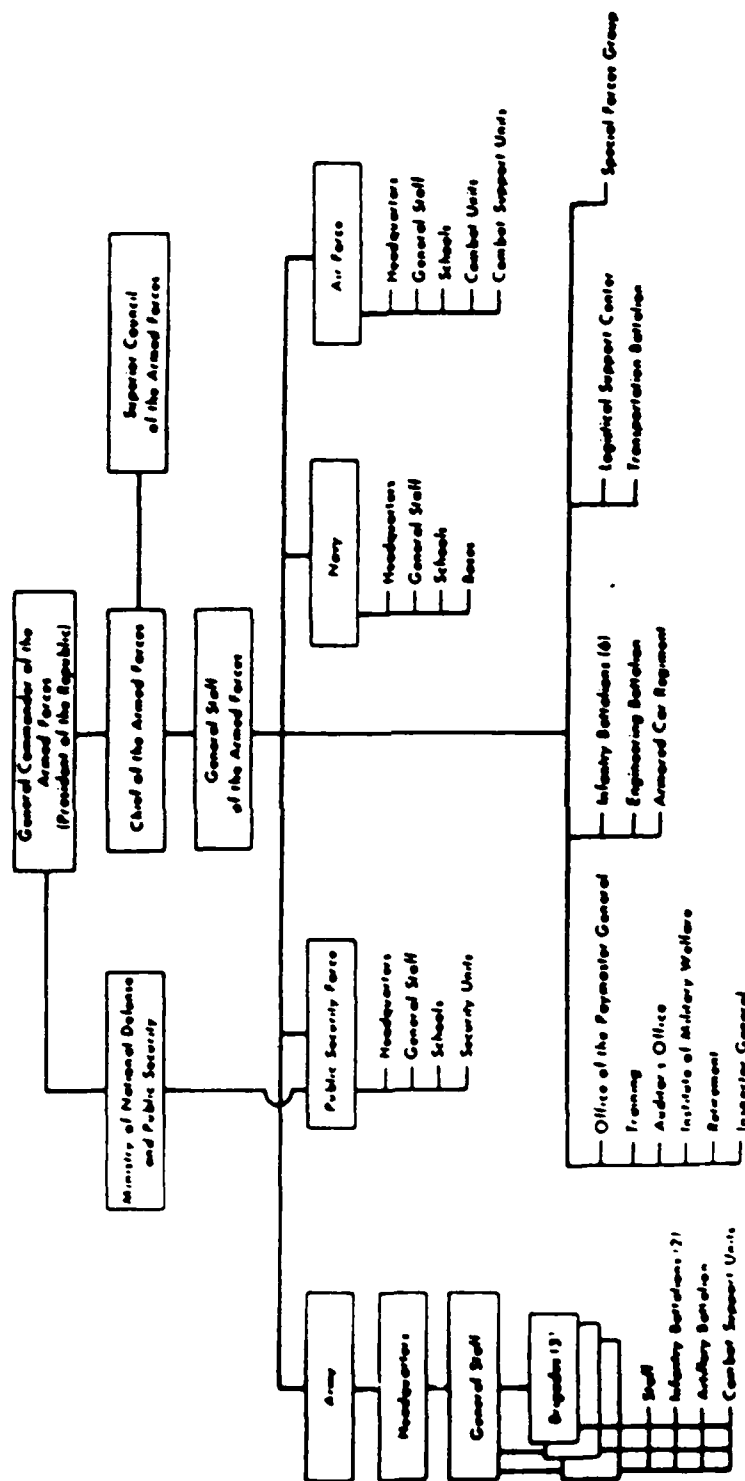 General Commander of the
Armed Forces
(President of the Republic)
Ministry of National Defense
and Public Security
Chief of the Armed Forces
Superior Council
of the Armed Forces
General Staff
of the Armed Forces
Army
Headquarters
General Staff
Brigades (3)
Staff
Infantry Battalions (2)
Artillery Battalion
Combat Support Units
Public Security Force
Headquarters
General Staff
Schools
Security Units
Navy
Headquarters
General Staff
Schools
Bases
Air Force
Headquarters
General Staff
Schools
Combat Units
Combat Support Units
Office of the Paymaster General
Training
Auditor's Office
Institute of Military Welfare
Retirement
Inspector General
Infantry Battalions (6)
Engineering Battalion
Armored Car Regiment
Logistical Support Center
Transportation Battalion
Special Forces Group